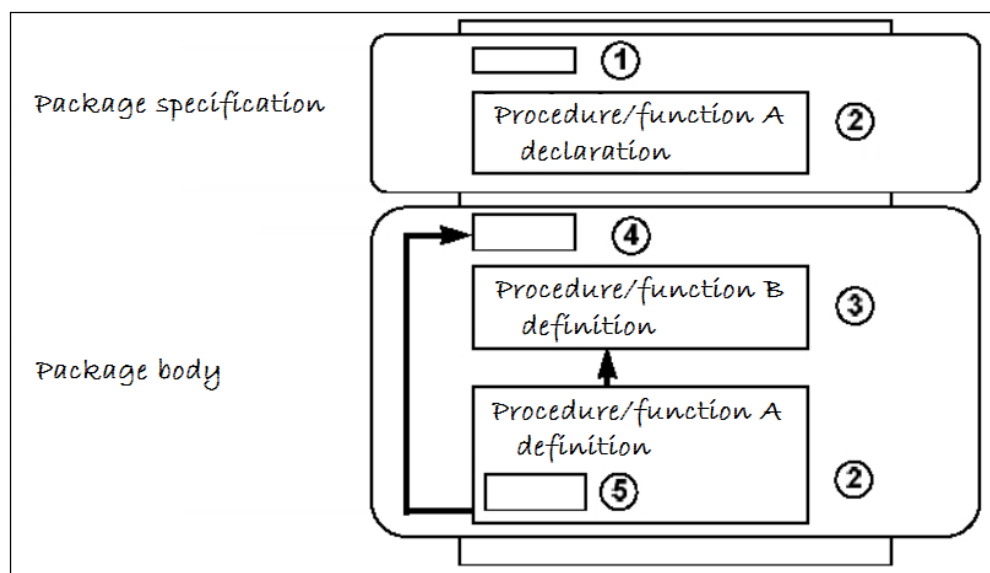 ①
Package specification
Procedure/function A
declaration
②
④
Procedure/function B
definition
③
Package body
Procedure/function A
definition
⑤
②